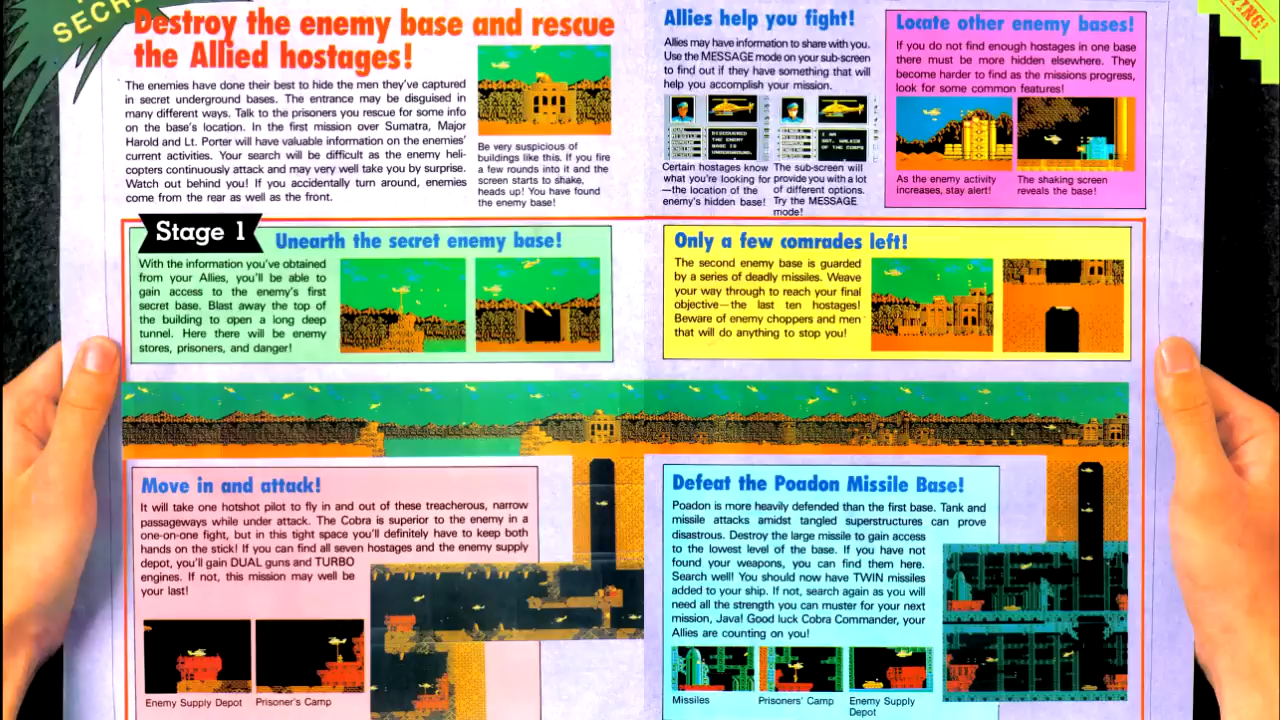 SECRE
ZING!
Destroy the enemy base and rescue
the Allied hostages!
The enemies have done their best to hide the men they've captured
in secret underground bases. The entrance may be disguised in
many different ways. Talk to the prisoners you rescue for some info
on the base's location. In the first mission over Sumatra, Major
Harold and Lt. Porter will have valuable information on the enemies'
current activities. Your search will be difficult as the enemy heli-
copters continuously attack and may very well take you by surprise.
Watch out behind you! If you accidentally turn around, enemies
come from the rear as well as the front.
Be very suspicious of
buildings like this. If you fire
a few rounds into it and the
screen starts to shake,
heads up! You have found
the enemy base!
Allies help you fight!
Allies may have information to share with you.
Use the MESSAGE mode on your sub-screen
to find out if they have something that will
help you accomplish your mission.
DISCOVERED
THE ENEMY
BASE IS
UNDERGROUND.
I AM
SGT. WALKER
OF THE CORPS
Certain hostages know
what you're looking for
—the location of the
enemy's hidden base!
The sub-screen will
provide you with a lot
of different options.
Try the MESSAGE
mode!
Locate other enemy bases!
If you do not find enough hostages in one base
there must be more hidden elsewhere. They
become harder to find as the missions progress,
look for some common features!
As the enemy activity
increases, stay alert!
The shaking screen
reveals the base!
Stage 1
Unearth the secret enemy base!
With the information you've obtained
from your Allies, you'll be able to
gain access to the enemy's first
secret base. Blast away the top of
the building to open a long deep
tunnel. Here there will be enemy
stores, prisoners, and danger!
Only a few comrades left!
The second enemy base is guarded
by a series of deadly missiles. Weave
your way through to reach your final
objective—the last ten hostages!
Beware of enemy choppers and men
that will do anything to stop you!
Move in and attack!
It will take one hotshot pilot to fly in and out of these treacherous, narrow
passageways while under attack. The Cobra is superior to the enemy in a
one-on-one fight, but in this tight space you'll definitely have to keep both
hands on the stick! If you can find all seven hostages and the enemy supply
depot, you'll gain DUAL guns and TURBO
engines. If not, this mission may well be
your last!
Enemy Supply Depot
Prisoner's Camp
Defeat the Poadon Missile Base!
Poadon is more heavily defended than the first base. Tank and
missile attacks amidst tangled superstructures can prove
disastrous. Destroy the large missile to gain access
to the lowest level of the base. If you have not
found your weapons, you can find them here.
Search well! You should now have TWIN missiles
added to your ship. If not, search again as you will
need all the strength you can muster for your next
mission, Java! Good luck Cobra Commander, your
Allies are counting on you!
Missiles
Prisoners' Camp
Enemy Supply
Depot